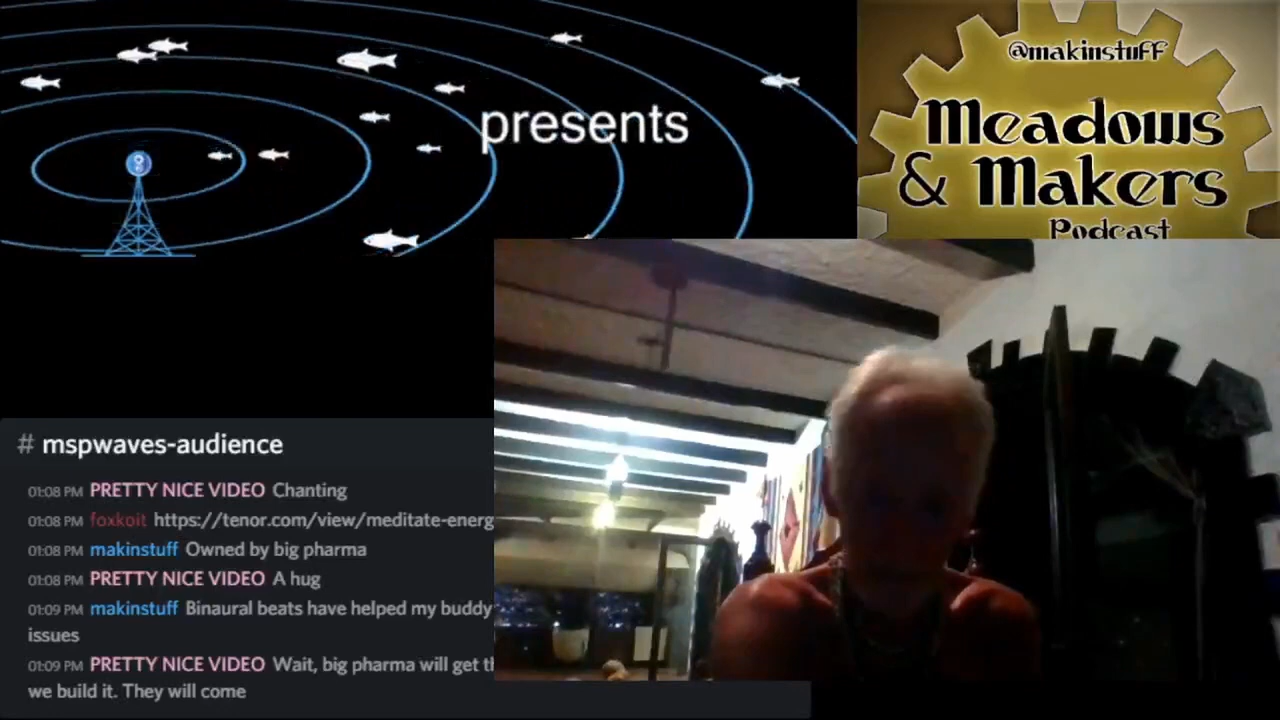 presents
@makinstuff
Meadows
& Makers
Podcast
# mspwaves-audience
01:08 PM PRETTY NICE VIDEO Chanting
01:08 PM foxkoit https://tenor.com/view/meditate-energ
01:08 PM makinstuff Owned by big pharma
01:08 PM PRETTY NICE VIDEO A hug
01:09 PM makinstuff Binaural beats have helped my buddy
issues
01:09 PM PRETTY NICE VIDEO Wait, big pharma will get
we build it. They will come